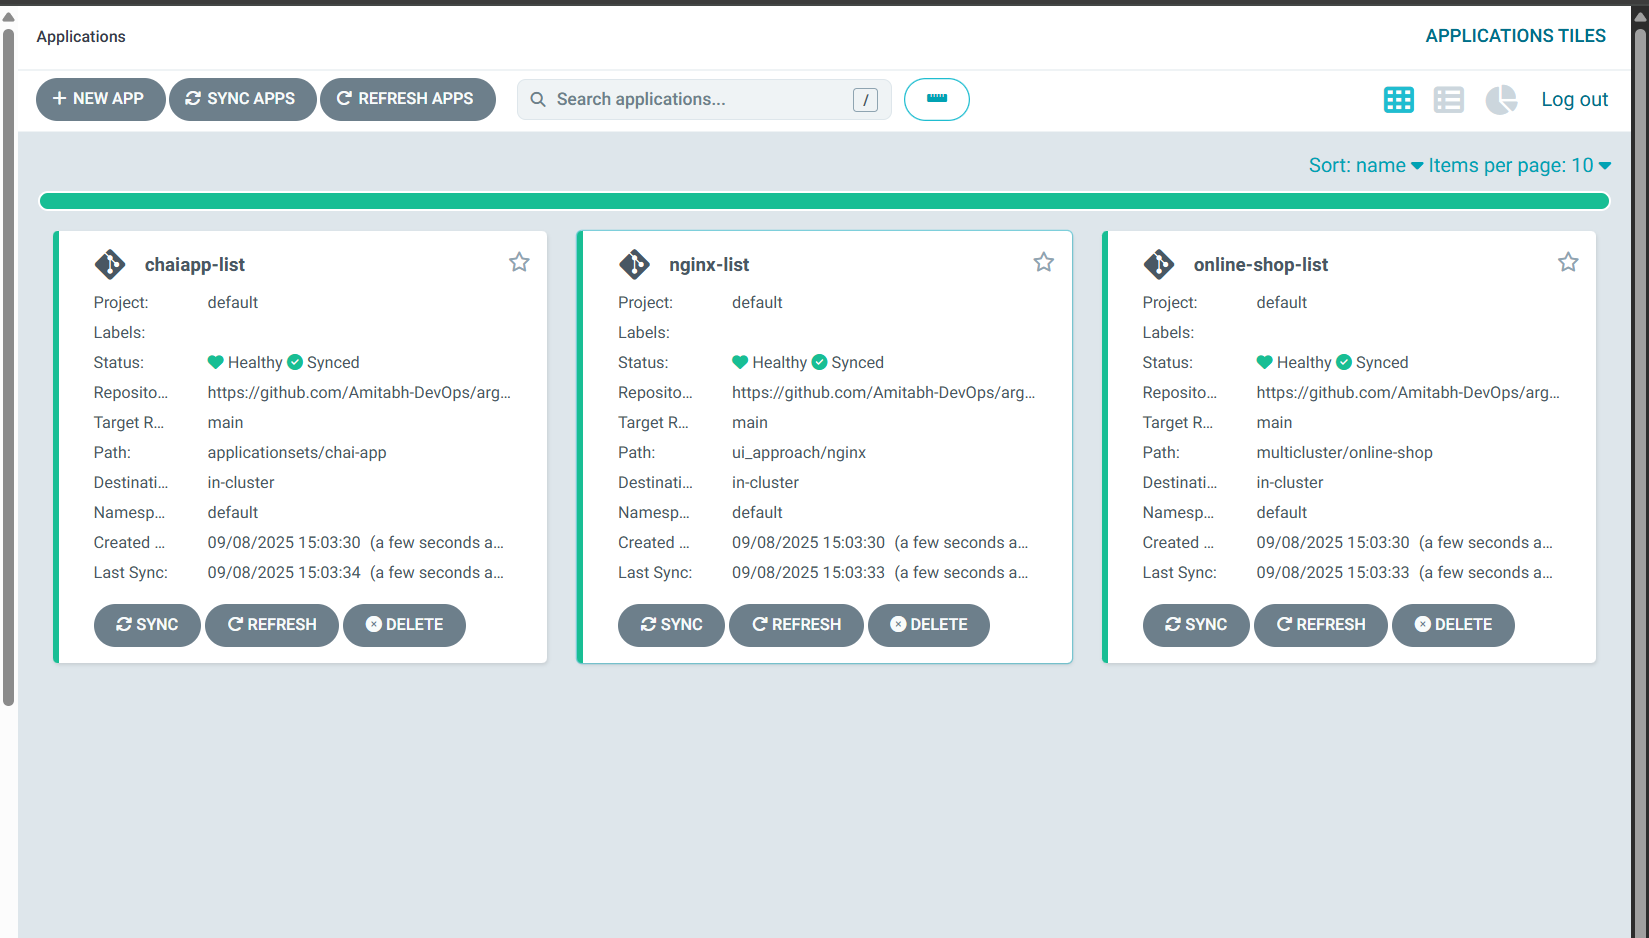 Applications
APPLICATIONS TILES
NEW APP
SYNC APPS
REFRESH APPS
Search applications...
/
Log out
Sort: name
Items per page: 10
chaiapp-list
Project: default
Labels:
Status: Healthy Synced
Reposito... https://github.com/Amitabh-DevOps/arg...
Target R... main
Path: applicationsets/chai-app
Destinati... in-cluster
Namesp... default
Created ... 09/08/2025 15:03:30 (a few seconds a...
Last Sync: 09/08/2025 15:03:34 (a few seconds a...
SYNC REFRESH DELETE
nginx-list
Project: default
Labels:
Status: Healthy Synced
Reposito... https://github.com/Amitabh-DevOps/arg...
Target R... main
Path: ui_approach/nginx
Destinati... in-cluster
Namesp... default
Created ... 09/08/2025 15:03:30 (a few seconds a...
Last Sync: 09/08/2025 15:03:33 (a few seconds a...
SYNC REFRESH DELETE
online-shop-list
Project: default
Labels:
Status: Healthy Synced
Reposito... https://github.com/Amitabh-DevOps/arg...
Target R... main
Path: multicluster/online-shop
Destinati... in-cluster
Namesp... default
Created ... 09/08/2025 15:03:30 (a few seconds a...
Last Sync: 09/08/2025 15:03:33 (a few seconds a...
SYNC REFRESH DELETE